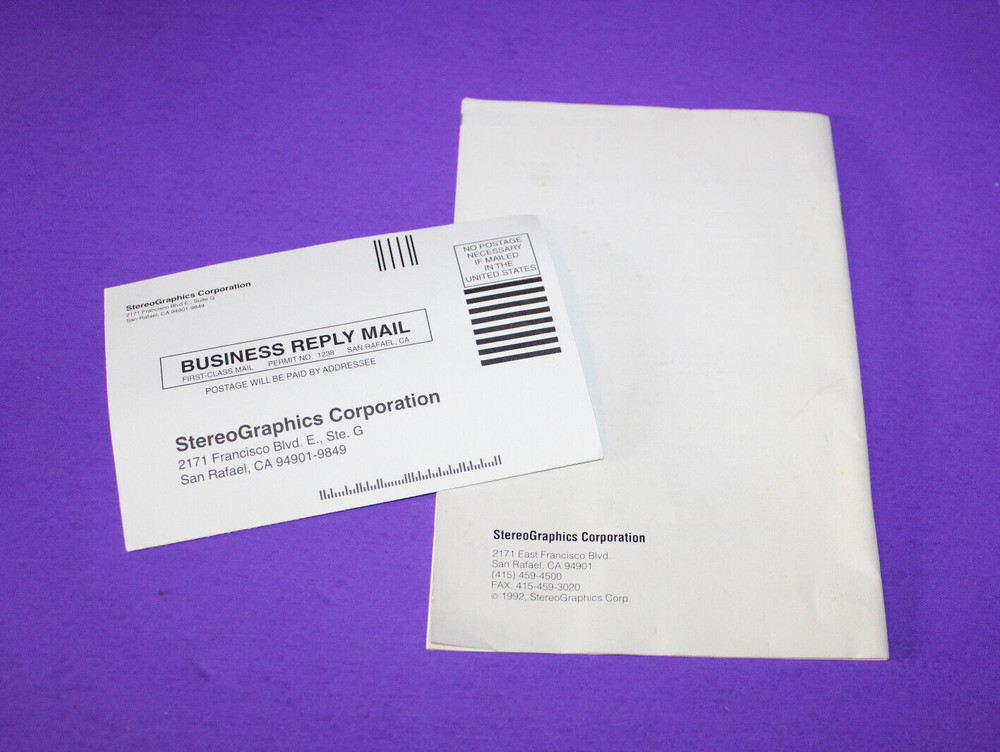 StereoGraphics Corporation
2171 Francisco Blvd E., Suite G
San Rafael, CA 94901-9849
NO POSTAGE
NECESSARY
IF MAILED
IN THE
UNITED STATES
BUSINESS REPLY MAIL
FIRST-CLASS MAIL PERMIT NO. 1238 SAN RAFAEL, CA
POSTAGE WILL BE PAID BY ADDRESSEE
StereoGraphics Corporation
2171 Francisco Blvd. E., Ste. G
San Rafael, CA 94901-9849
StereoGraphics Corporation
2171 East Francisco Blvd.
San Rafael, CA 94901
(415) 459-4500
FAX: 415-459-3020
© 1992, StereoGraphics Corp.